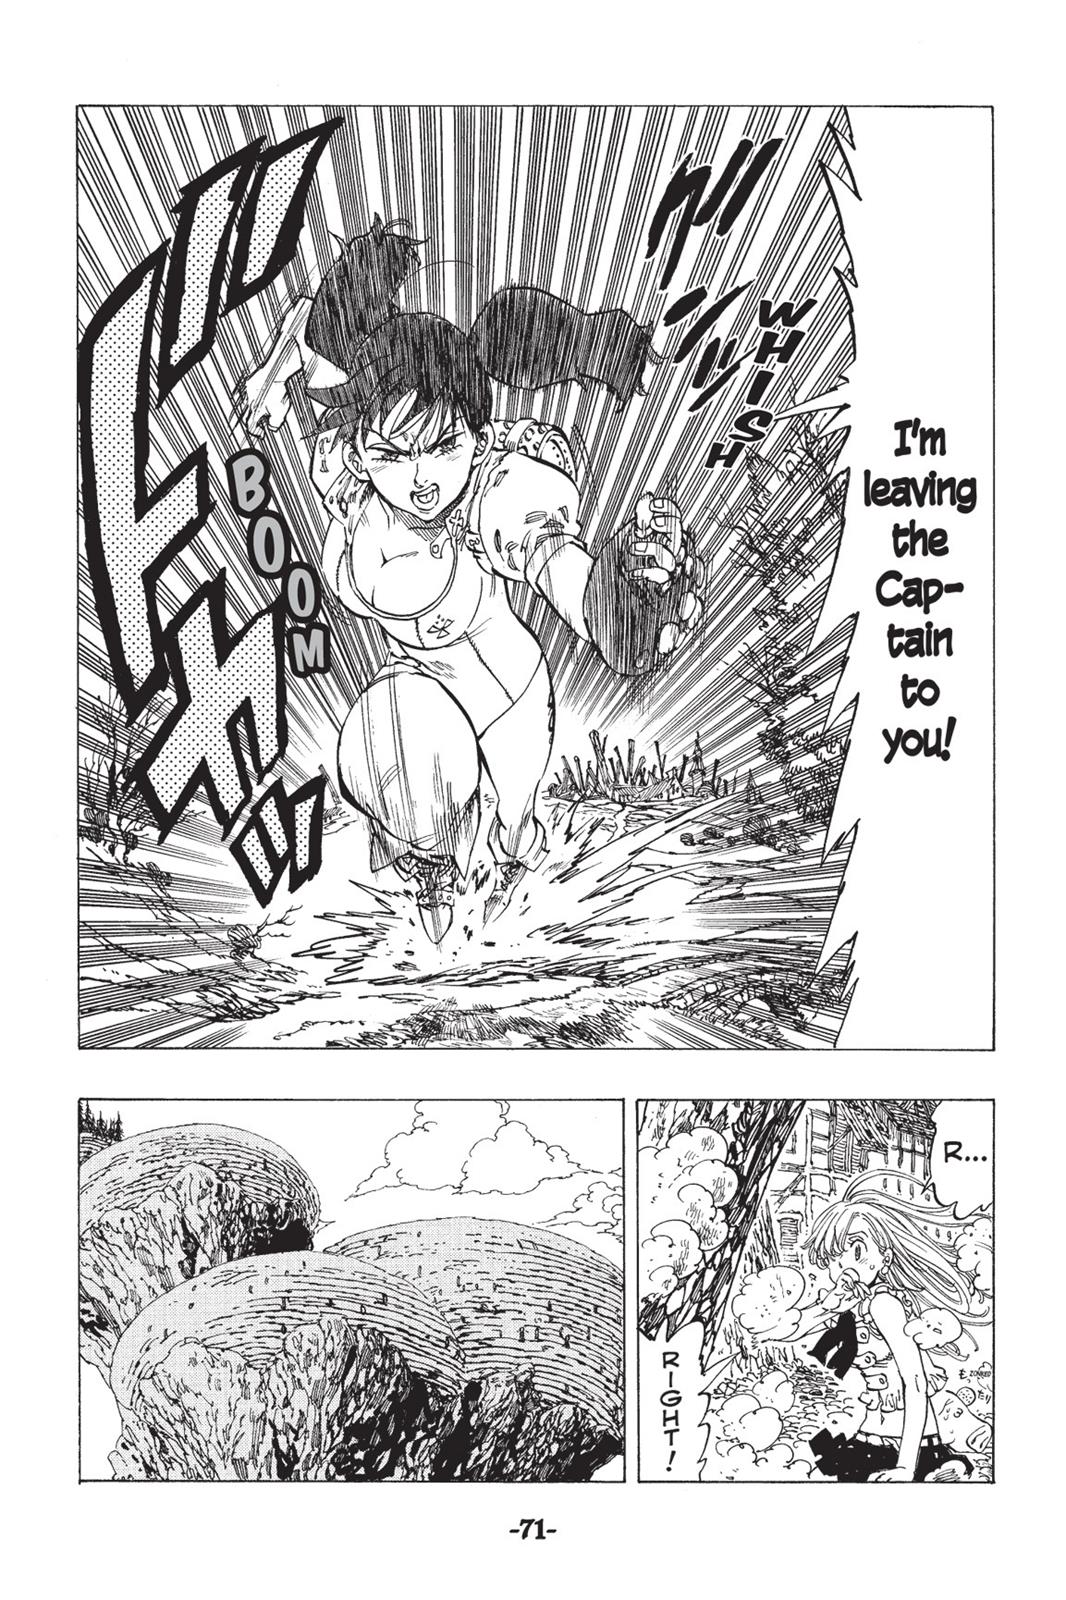 I'm
leaving
the
Cap-
tain
to
you!
WHISH
BOOM
R...
RIGHT!
-71-